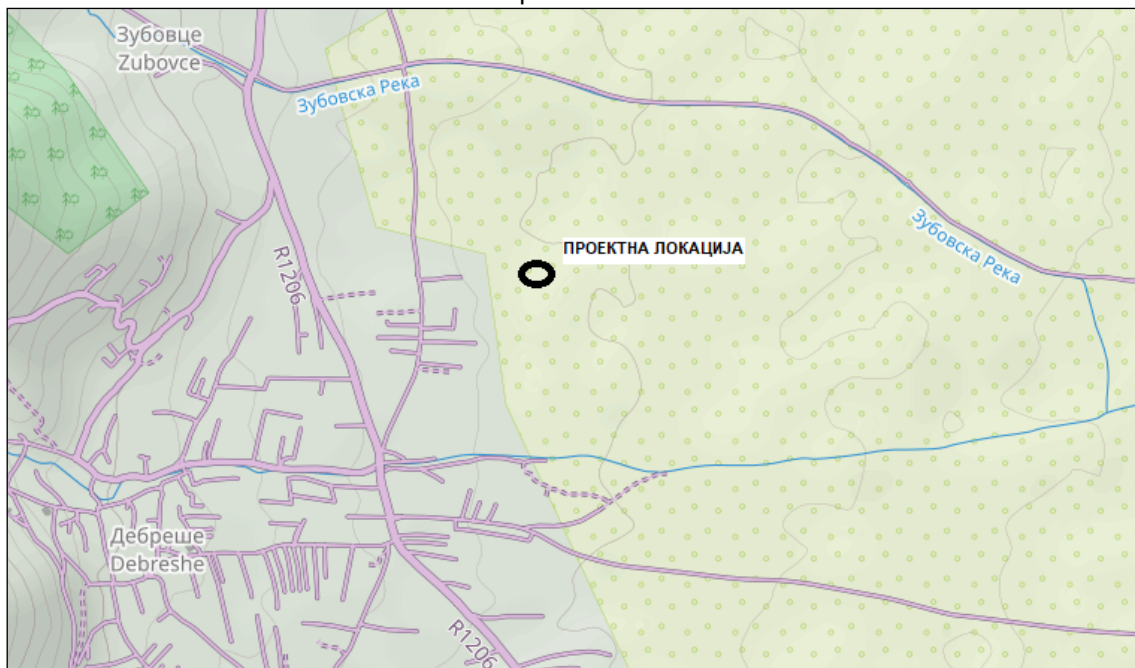 Зубовце
Zubovce
Зубовска Река
Зубовска Река
ПРОЕКТНА ЛОКАЦИЈА
R1206
Дебреше
Debreshe
R1206